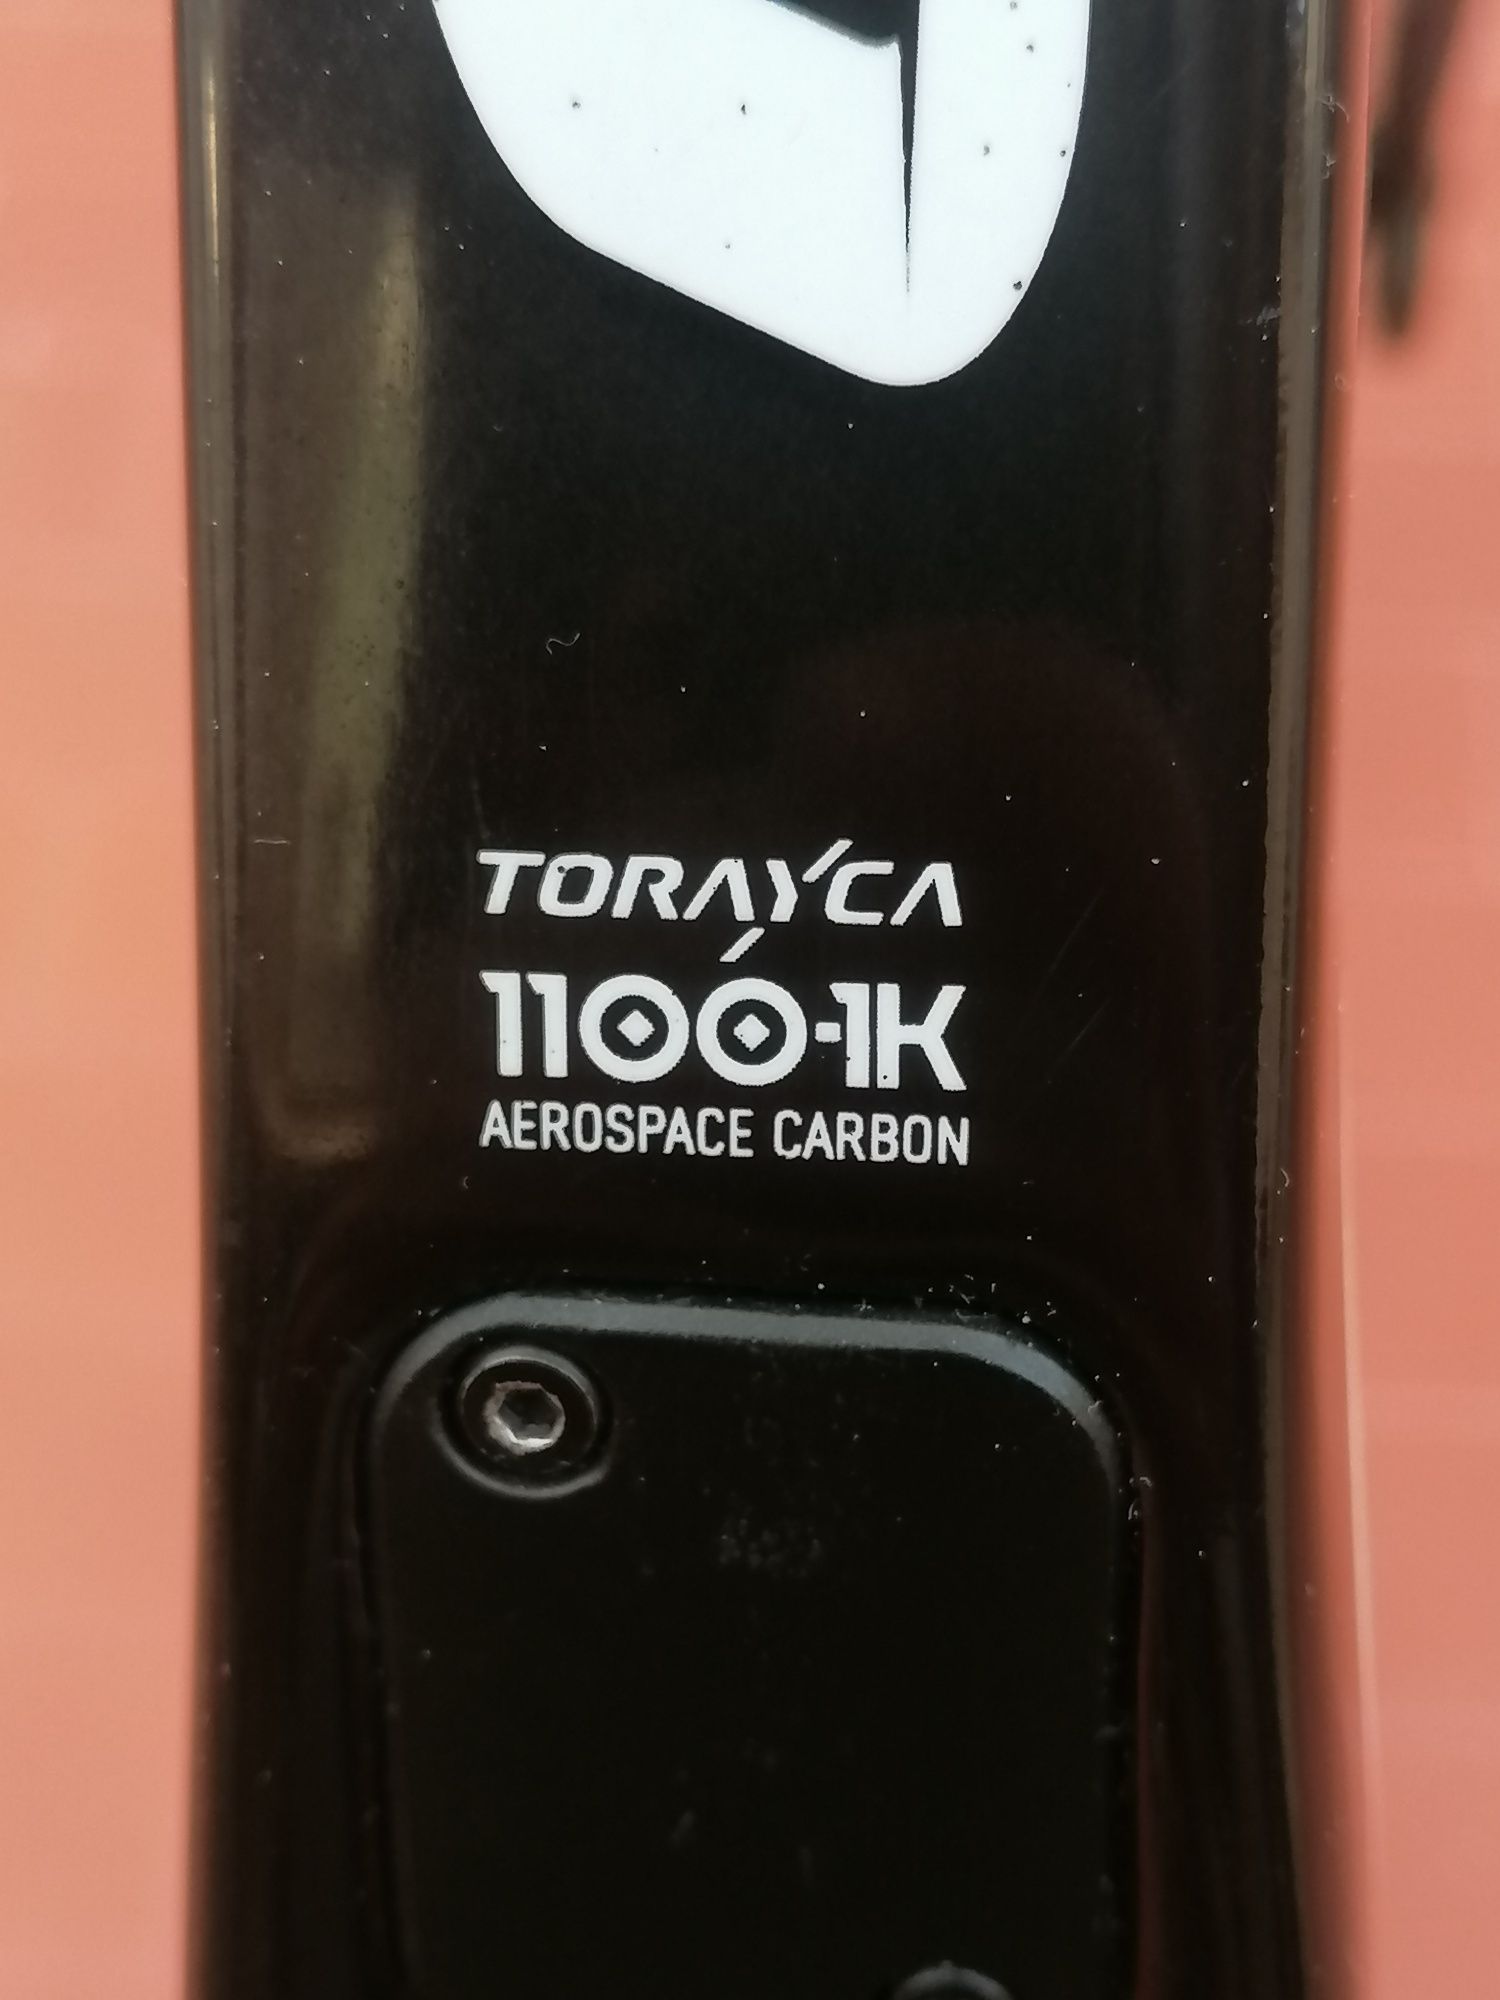 TORAYCA
1100-1K
AEROSPACE CARBON